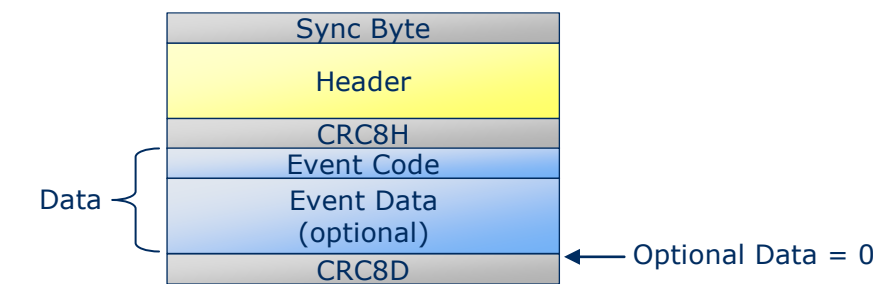 Sync Byte
Header
CRC8H
Event Code
Data
Event Data
(optional)
Optional Data = 0
CRC8D